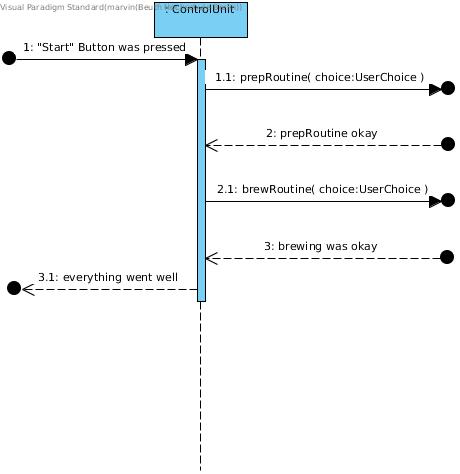 Visual Paradigm Standard(marvin(Beuth
: ControlUnit
1: "Start" Button was pressed
1.1: prepRoutine( choice:UserChoice )
2: prepRoutine okay
2.1: brewRoutine( choice:UserChoice )
3: brewing was okay
3.1: everything went well